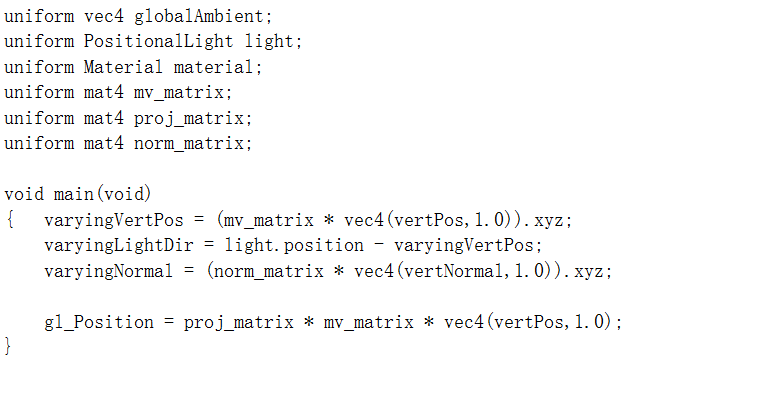 uniform vec4 globalAmbient;
uniform PositionalLight light;
uniform Material material;
uniform mat4 mv_matrix;
uniform mat4 proj_matrix;
uniform mat4 norm_matrix;

void main(void)
{   varyingVertPos = (mv_matrix * vec4(vertPos,1.0)).xyz;
    varyingLightDir = light.position - varyingVertPos;
    varyingNormal = (norm_matrix * vec4(vertNormal,1.0)).xyz;

    gl_Position = proj_matrix * mv_matrix * vec4(vertPos,1.0);
}